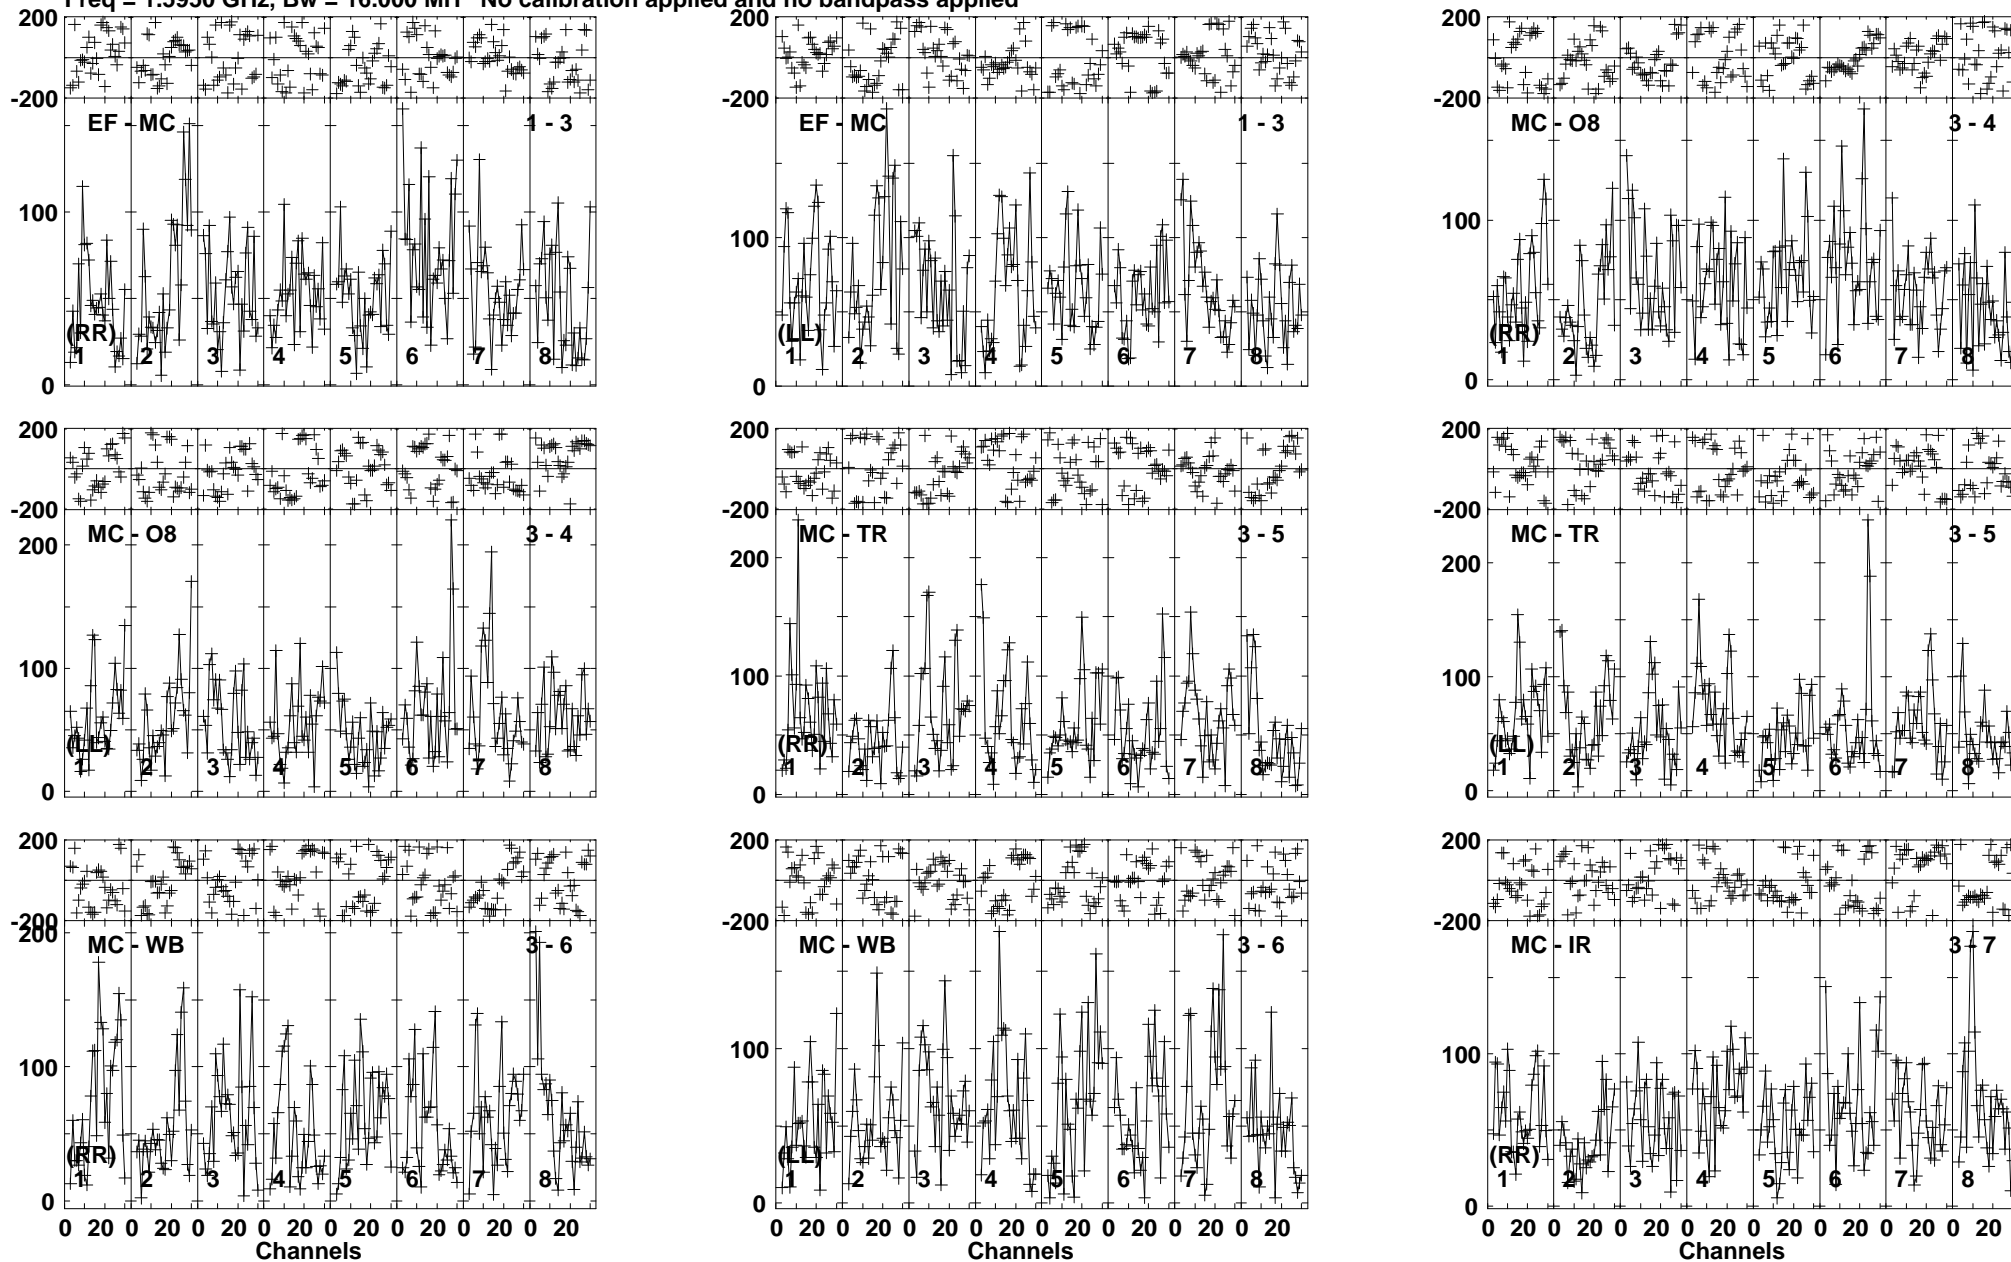 Freq = 1.5950 GHz, Bw = 16.000 MH No calibration applied and no bandpass applied
200 200 200
-200 -200 -200
EF - MC 1 - 3 EF - MC 1 - 3 MC - O8 3 - 4
100 100 100
(RR) (LL) (RR)
1 2 3 4 5 6 7 8 1 2 3 4 5 6 7 8 1 2 3 4 5 6 7 8
0 0 0
200 200 200
-200 -200 -200
MC - O8 3 - 4 MC - TR 3 - 5 MC - TR 3 - 5
200 200 200
100 100 100
(LL) (RR) (LL)
1 2 3 4 5 6 7 8 1 2 3 4 5 6 7 8 1 2 3 4 5 6 7 8
0 0 0
200 200 200
-200 -200 -200
200
MC - WB 3 - 6 MC - WB 3 - 6 MC - IR 3 - 7
100 100 100
(RR) (LL) (RR)
1 2 3 4 5 6 7 8 1 2 3 4 5 6 7 8 1 2 3 4 5 6 7 8
0 0 0
0 20 0 20 0 20 0 20 0 20 0 20 0 20 0 20 0 20 0 20 0 20 0 20 0 20 0 20 0 20 0 20 0 20 0 20 0 20 0 20 0 20 0 20 0 20 0 20
Channels Channels Channels